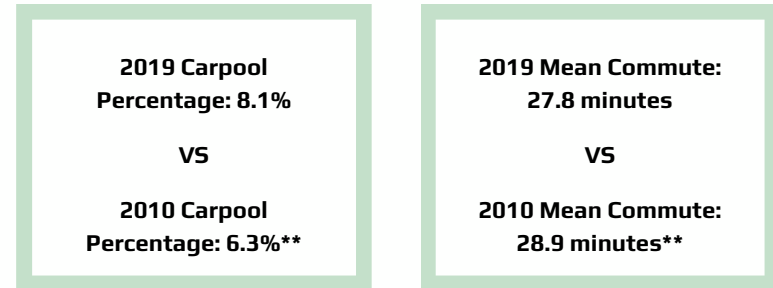 2019 Carpool
Percentage: 8.1%
VS
2010 Carpool
Percentage: 6.3%**
2019 Mean Commute:
27.8 minutes
VS
2010 Mean Commute:
28.9 minutes**